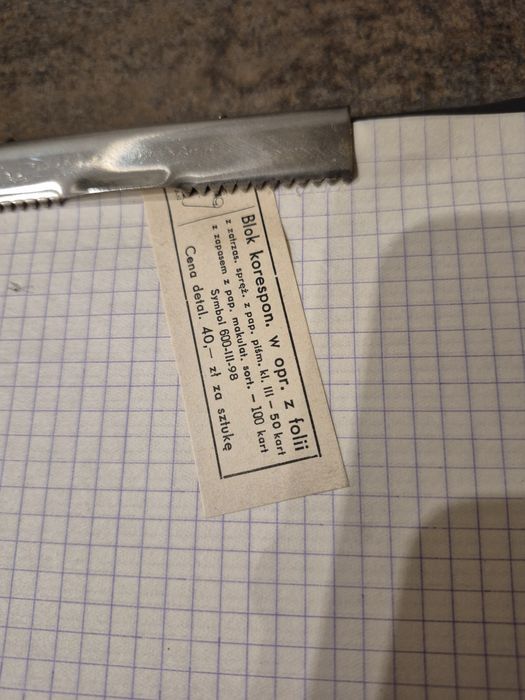 Blok korespon. w opr. z folii
z zatrzas. spręż. z pap. piśm. kl. III – 50 kart
z zapasem z pap. makulat. sort. – 100 kart
Symbol 600-III-98
Cena detal. 40,– zł za sztukę